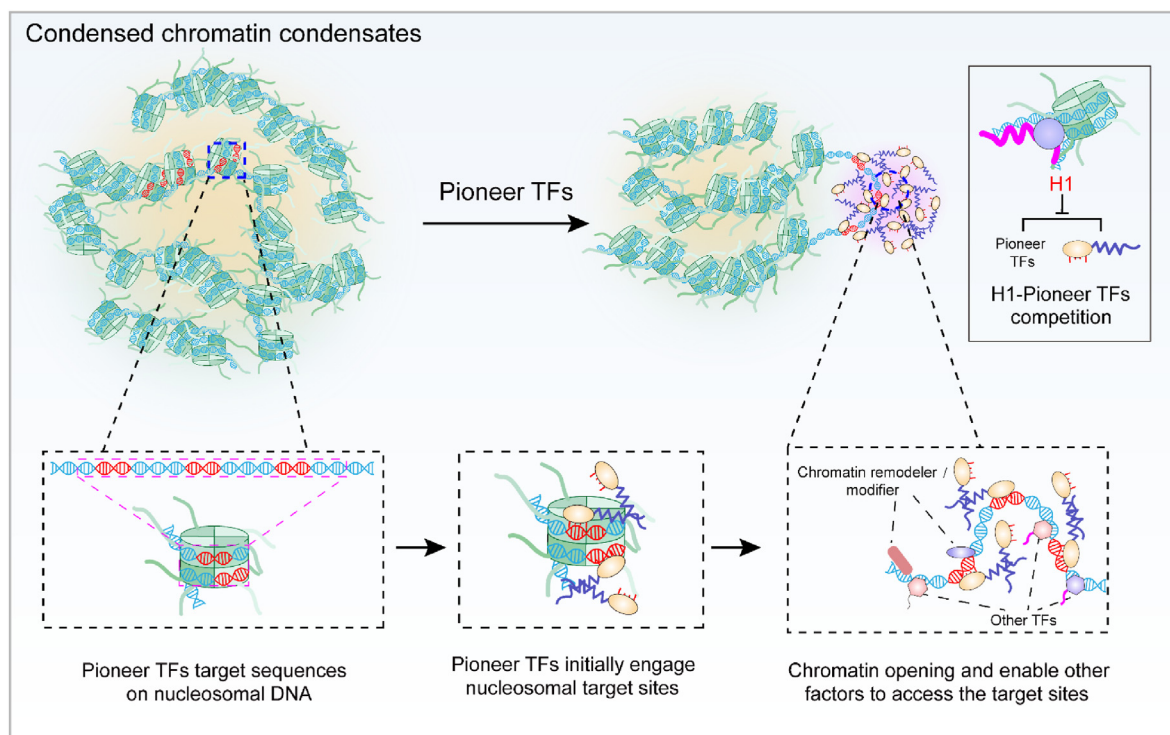 Condensed chromatin condensates
Pioneer TFs
H1
Pioneer
TFs
H1-Pioneer TFs
competition
Chromatin remodeler /
modifier
Other TFs
Pioneer TFs target sequences
on nucleosomal DNA
Pioneer TFs initially engage
nucleosomal target sites
Chromatin opening and enable other
factors to access the target sites